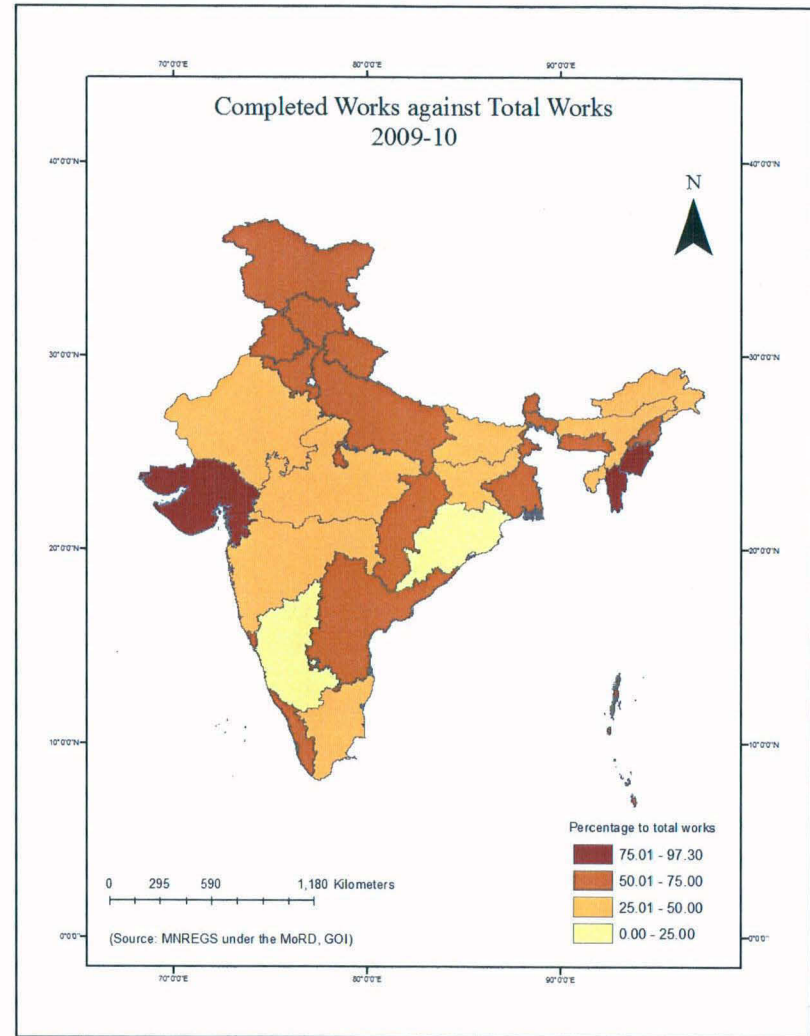 70°0'0"E 80°0'0"E 90°0'0"E
Completed Works against Total Works
2009-10
40°0'0"N 40°0'0"N
N
30°0'0"N 30°0'0"N
20°0'0"N 20°0'0"N
10°0'0"N 10°0'0"N
Percentage to total works
75.01 - 97.30
50.01 - 75.00
25.01 - 50.00
0.00 - 25.00
0 295 590 1,180 Kilometers
(Source: MNREGS under the MoRD, GOI)
0°0'0" 0°0'0"
70°0'0"E 80°0'0"E 90°0'0"E